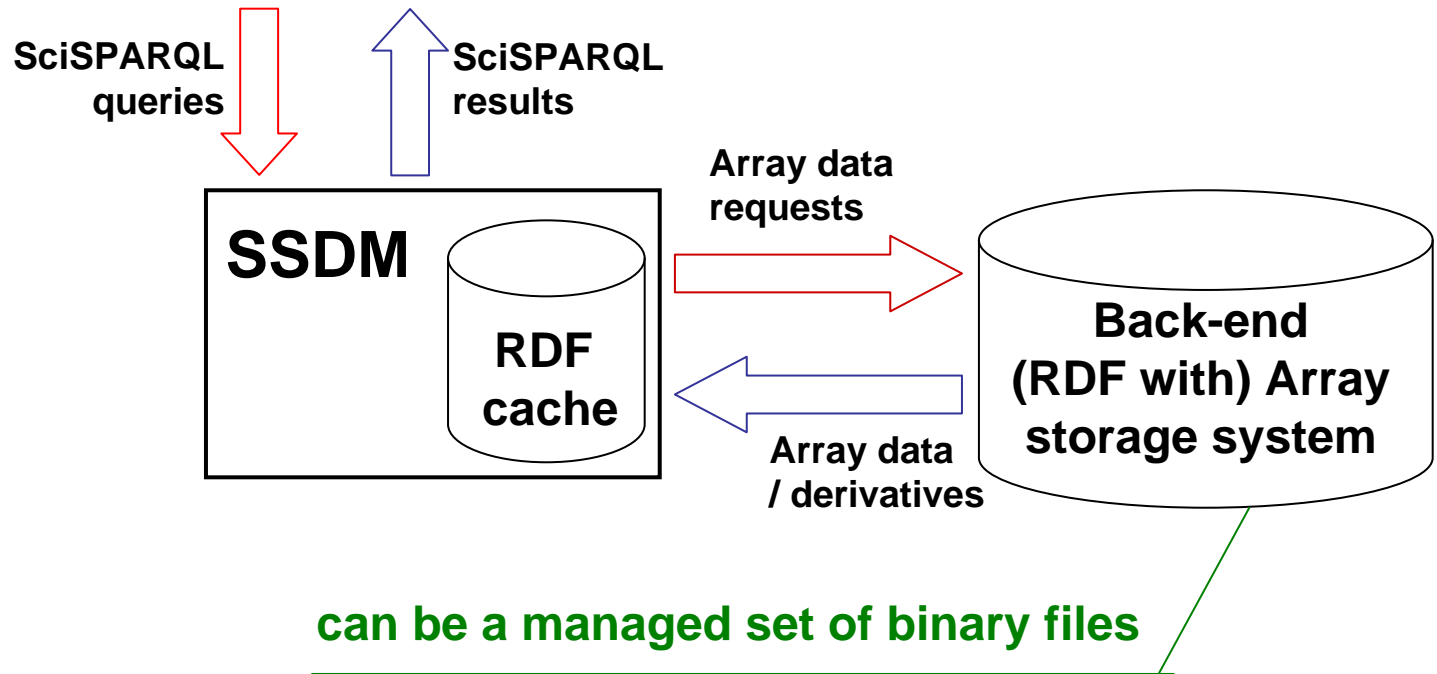 SciSPARQL
queries
SciSPARQL
results
Array data
requests
SSDM
RDF
cache
Back-end
(RDF with) Array
storage system
Array data
/ derivatives
can be a managed set of binary files